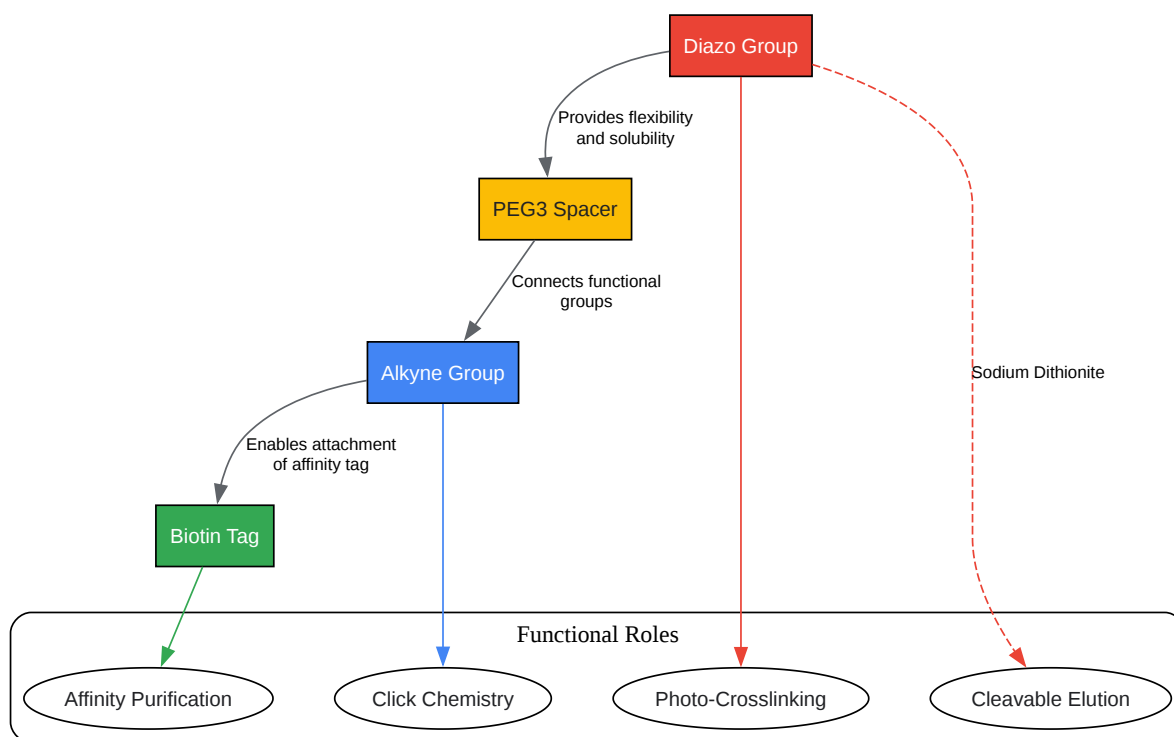 Diazo Group
Provides flexibility
and solubility
PEG3 Spacer
Connects functional
groups
Alkyne Group
Sodium Dithionite
Enables attachment
of affinity tag
Biotin Tag
Functional Roles
Affinity Purification
Click Chemistry
Photo-Crosslinking
Cleavable Elution